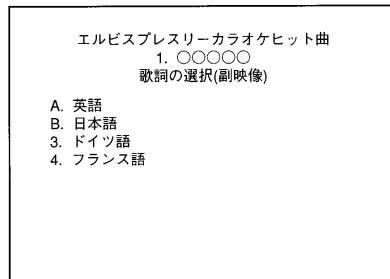 エルビスプレスリーカラオケヒット曲
1. ○○○○○
歌詞の選択(副映像)
A. 英語
B. 日本語
3. ドイツ語
4. フランス語